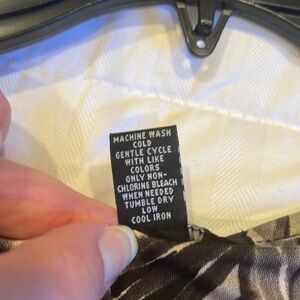 MACHINE WASH
COLD
GENTLE CYCLE
WITH LIKE
COLORS
ONLY NON-
CHLORINE BLEACH
WHEN NEEDED
TUMBLE DRY
LOW
COOL IRON